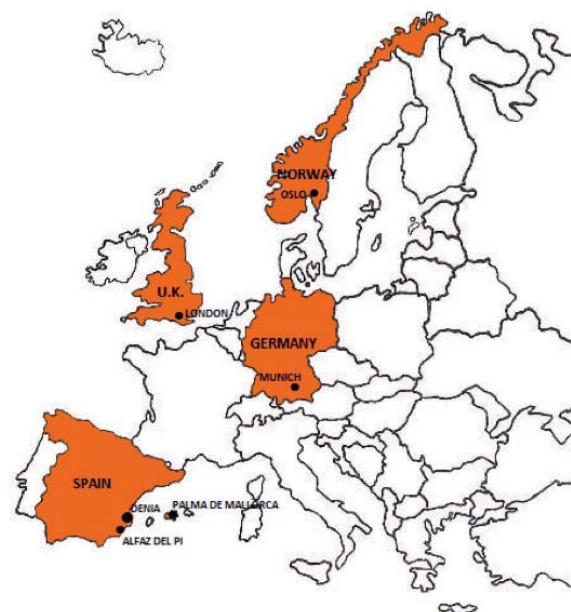 NORWAY
OSLO
U.K.
LONDON
GERMANY
MUNICH
SPAIN
DENIA
PALMA DE MALLORCA
ALFAZ DEL PI